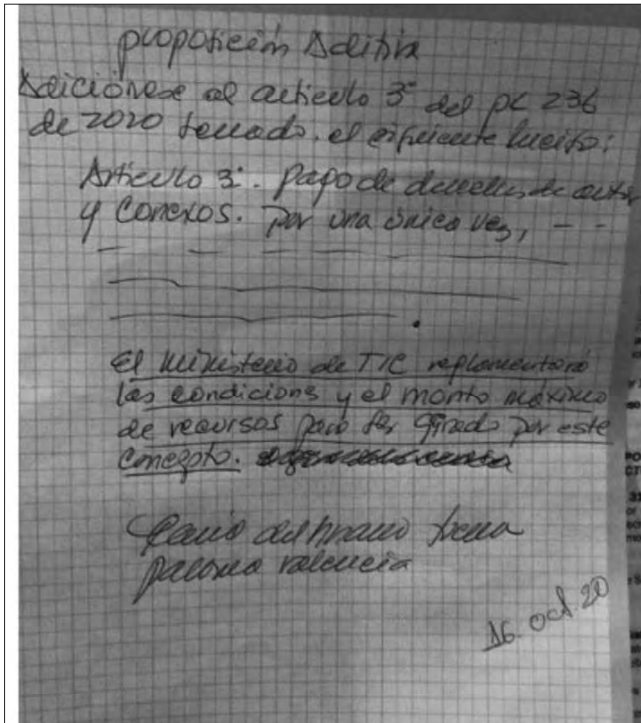 proposición Aditiva
Adiciónese al artículo 3° del pl 236
de 2020 senado. el siguiente inciso:
Artículo 3°. Pago de derechos de autor
y Conexos. Por una única vez, - -
El Ministerio de TIC reglamentará
las condiciones y el monto máximo
de recursos para ser girado por este
concepto.
paloma valencia
16. oct. 20